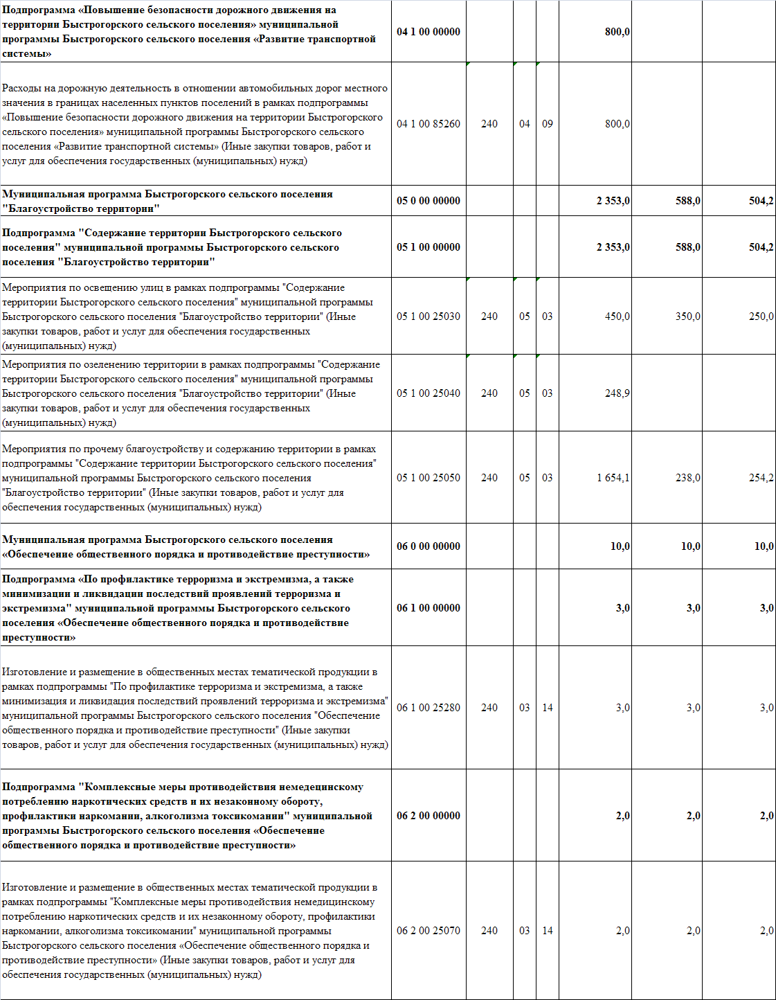 Подпрограмма «Повышение безопасности дорожного движения на
территории Быстрогорского сельского поселения» муниципальной
программы Быстрогорского сельского поселения «Развитие транспортной
системы»
04 1 00 00000 800,0
Расходы на дорожную деятельность в отношении автомобильных дорог местного
значения в границах населенных пунктов поселений в рамках подпрограммы
«Повышение безопасности дорожного движения на территории Быстрогорского
сельского поселения» муниципальной программы Быстрогорского сельского
поселения «Развитие транспортной системы» (Иные закупки товаров, работ и
услуг для обеспечения государственных (муниципальных) нужд)
04 1 00 85260 240 04 09 800,0
Муниципальная программа Быстрогорского сельского поселения
"Благоустройство территории"
05 0 00 00000 2 353,0 588,0 504,2
Подпрограмма "Содержание территории Быстрогорского сельского
поселения" муниципальной программы Быстрогорского сельского
поселения "Благоустройство территории"
05 1 00 00000 2 353,0 588,0 504,2
Мероприятия по освещению улиц в рамках подпрограммы "Содержание
территории Быстрогорского сельского поселения" муниципальной программы
Быстрогорского сельского поселения "Благоустройство территории" (Иные
закупки товаров, работ и услуг для обеспечения государственных
(муниципальных) нужд)
05 1 00 25030 240 05 03 450,0 350,0 250,0
Мероприятия по озеленению территории в рамках подпрограммы "Содержание
территории Быстрогорского сельского поселения" муниципальной программы
Быстрогорского сельского поселения "Благоустройство территории" (Иные
закупки товаров, работ и услуг для обеспечения государственных
(муниципальных) нужд)
05 1 00 25040 240 05 03 248,9
Мероприятия по прочему благоустройству и содержанию территории в рамках
подпрограммы "Содержание территории Быстрогорского сельского поселения"
муниципальной программы Быстрогорского сельского поселения
"Благоустройство территории" (Иные закупки товаров, работ и услуг для
обеспечения государственных (муниципальных) нужд)
05 1 00 25050 240 05 03 1 654,1 238,0 254,2
Муниципальная программа Быстрогорского сельского поселения
«Обеспечение общественного порядка и противодействие преступности»
06 0 00 00000 10,0 10,0 10,0
Подпрограмма «По профилактике терроризма и экстремизма, а также
минимизации и ликвидации последствий проявлений терроризма и
экстремизма" муниципальной программы Быстрогорского сельского
поселения «Обеспечение общественного порядка и противодействие
преступности»
06 1 00 00000 3,0 3,0 3,0
Изготовление и размещение в общественных местах тематической продукции в
рамках подпрограммы "По профилактике терроризма и экстремизма, а также
минимизация и ликвидация последствий проявлений терроризма и экстремизма"
муниципальной программы Быстрогорского сельского поселения "Обеспечение
общественного порядка и противодействие преступности" (Иные закупки
товаров, работ и услуг для обеспечения государственных (муниципальных) нужд)
06 1 00 25280 240 03 14 3,0 3,0 3,0
Подпрограмма "Комплексные меры противодействия немедецинскому
потреблению наркотических средств и их незаконному обороту,
профилактики наркомании, алкоголизма токсикомании" муниципальной
программы Быстрогорского сельского поселения «Обеспечение
общественного порядка и противодействие преступности»
06 2 00 00000 2,0 2,0 2,0
Изготовление и размещение в общественных местах тематической продукции в
рамках подпрограммы "Комплексные меры противодействия немедицинскому
потреблению наркотических средств и их незаконному обороту, профилактики
наркомании, алкоголизма токсикомании" муниципальной программы
Быстрогорского сельского поселения «Обеспечение общественного порядка и
противодействие преступности» (Иные закупки товаров, работ и услуг для
обеспечения государственных (муниципальных) нужд)
06 2 00 25070 240 03 14 2,0 2,0 2,0